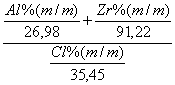 Al%(m/m) + Zr%(m/m)
26,98 91,22
Cl%(m/m)
35,45